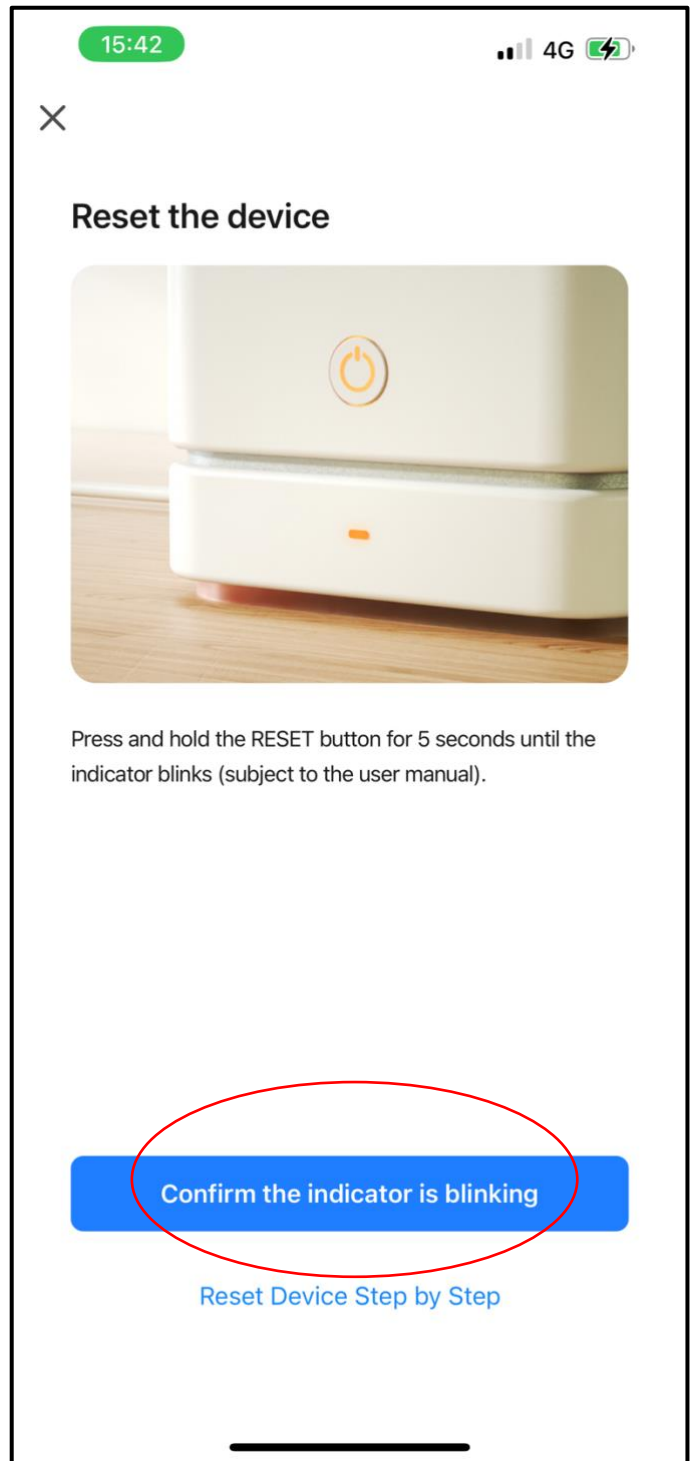 15:42
4G
Reset the device
Press and hold the RESET button for 5 seconds until the
indicator blinks (subject to the user manual).
Confirm the indicator is blinking
Reset Device Step by Step